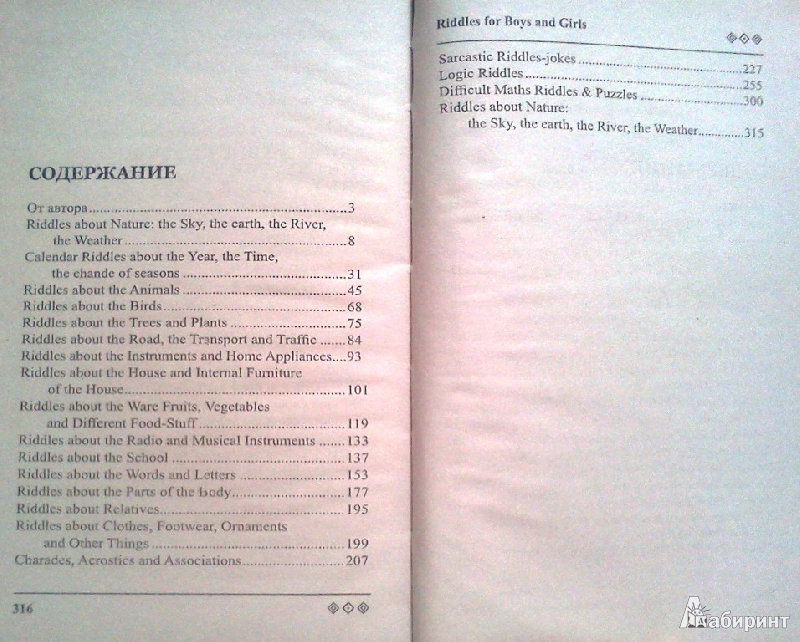 СОДЕРЖАНИЕ
От автора..........3
Riddles about Nature: the Sky, the earth, the River,
the Weather..........8
Calendar Riddles about the Year, the Time,
the chande of seasons..........31
Riddles about the Animals..........45
Riddles about the Birds..........68
Riddles about the Trees and Plants..........75
Riddles about the Road, the Transport and Traffic......84
Riddles about the Instruments and Home Appliances....93
Riddles about the House and Internal Furniture
of the House..........101
Riddles about the Ware Fruits, Vegetables
and Different Food-Stuff..........119
Riddles about the Radio and Musical Instruments......133
Riddles about the School..........137
Riddles about the Words and Letters..........153
Riddles about the Parts of the Body..........177
Riddles about Relatives..........195
Riddles about Clothes, Footwear, Ornaments
and Other Things..........199
Charades, Acrostics and Associations..........207
316
Riddles for Boys and Girls
Sarcastic Riddles-jokes..........227
Logic Riddles..........255
Difficult Maths Riddles & Puzzles..........300
Riddles about Nature:
the Sky, the earth, the River, the Weather..........315
Лабиринт